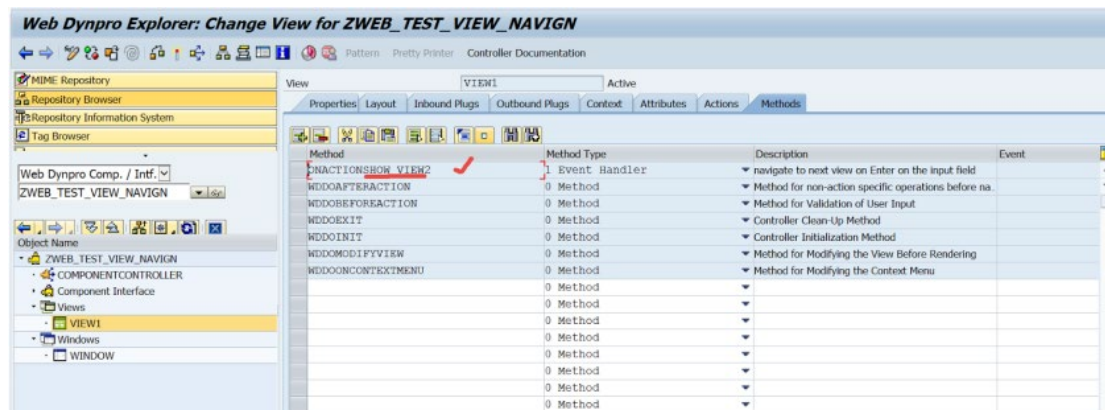 Web Dynpro Explorer: Change View for ZWEB_TEST_VIEW_NAVIGN
Pattern Pretty Printer Controller Documentation
MIME Repository
Repository Browser
Repository Information System
Tag Browser
Web Dynpro Comp. / Intf.
ZWEB_TEST_VIEW_NAVIGN
Object Name
ZWEB_TEST_VIEW_NAVIGN
COMPONENTCONTROLLER
Component Interface
Views
VIEW1
Windows
WINDOW
View VIEW1 Active
Properties Layout Inbound Plugs Outbound Plugs Context Attributes Actions Methods
Method Method Type Description Event
ONACTIONSHOW_VIEW2 1 Event Handler navigate to next view on Enter on the input field
WDDOAFTERACTION 0 Method Method for non-action specific operations before na.
WDDOBEFOREACTION 0 Method Method for Validation of User Input
WDDOEXIT 0 Method Controller Clean-Up Method
WDDOINIT 0 Method Controller Initialization Method
WDDOMODIFYVIEW 0 Method Method for Modifying the View Before Rendering
WDDOONCONTEXTMENU 0 Method Method for Modifying the Context Menu
0 Method
0 Method
0 Method
0 Method
0 Method
0 Method
0 Method
0 Method